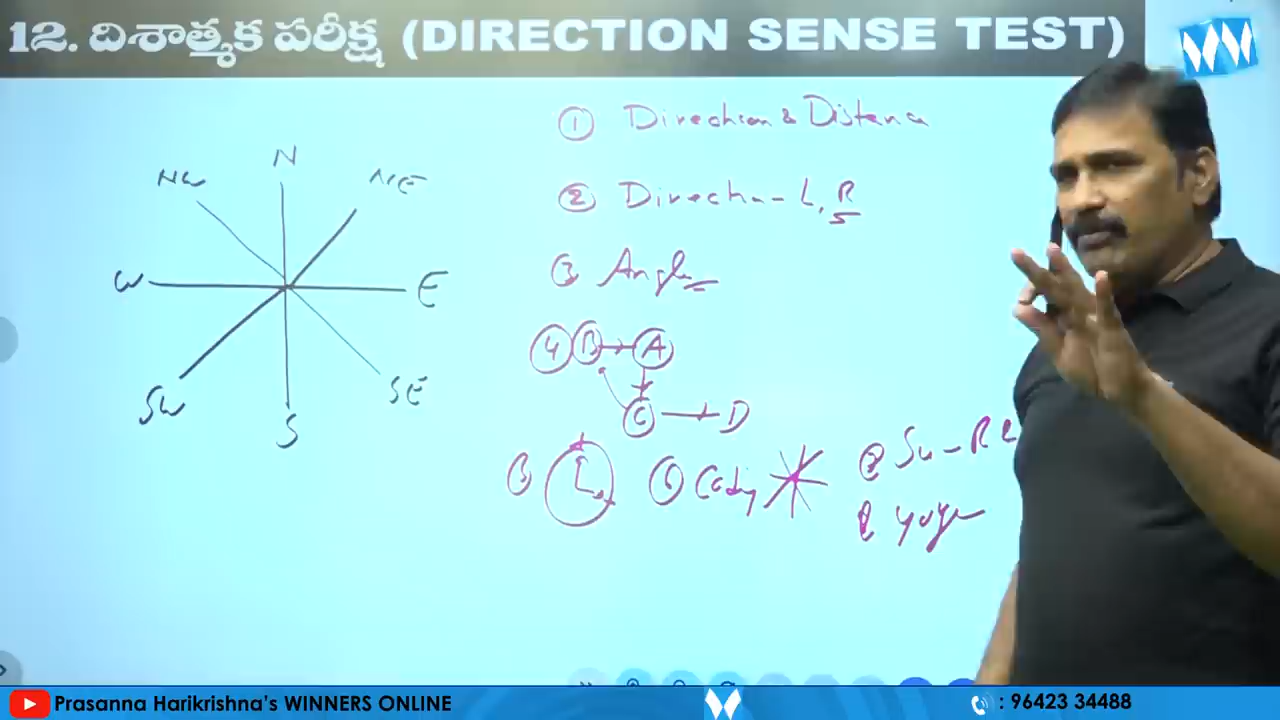 12. దిశాత్మక పరీక్ష (DIRECTION SENSE TEST)
WW
N
NW
NE
W
E
SW
SE
S
① Direction & Distance
② Direction - L, R
③ Angle
④ B → A
C → D
⑥ Coding
Prasanna Harikrishna's WINNERS ONLINE
: 96423 34488